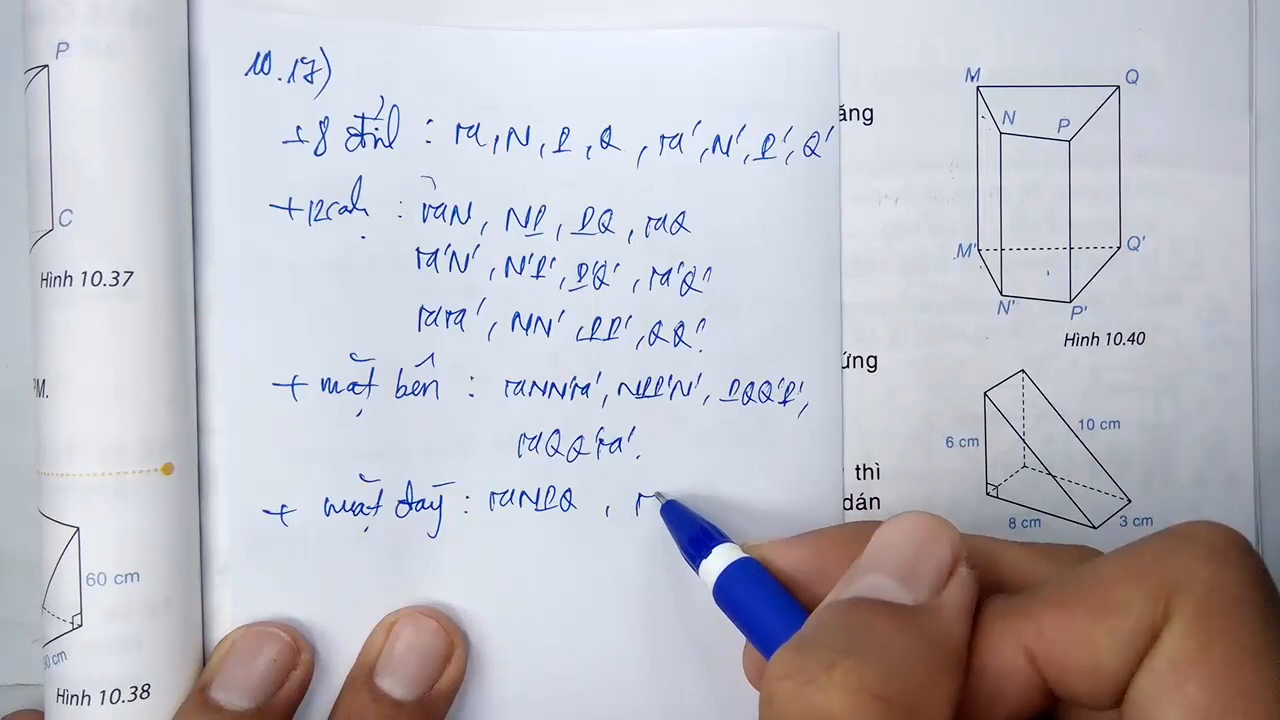 10.17)
+ 8 đỉnh : M, N, P, Q, M', N', P', Q'
+ 12 cạnh : MN, NP, PQ, MQ
M'N', N'P', P'Q', M'Q'
MM', NN', PP', QQ'.
+ mặt bên : MNN'M', NPP'N', PQQ'P',
MQQ'M'.
+ mặt đáy : MNPQ ,
P
C
Hình 10.37
PM.
60 cm
Hình 10.38
ăng
M
Q
N
P
M'
Q'
N'
P'
Hình 10.40
ứng
6 cm
10 cm
thì
dán
8 cm
3 cm